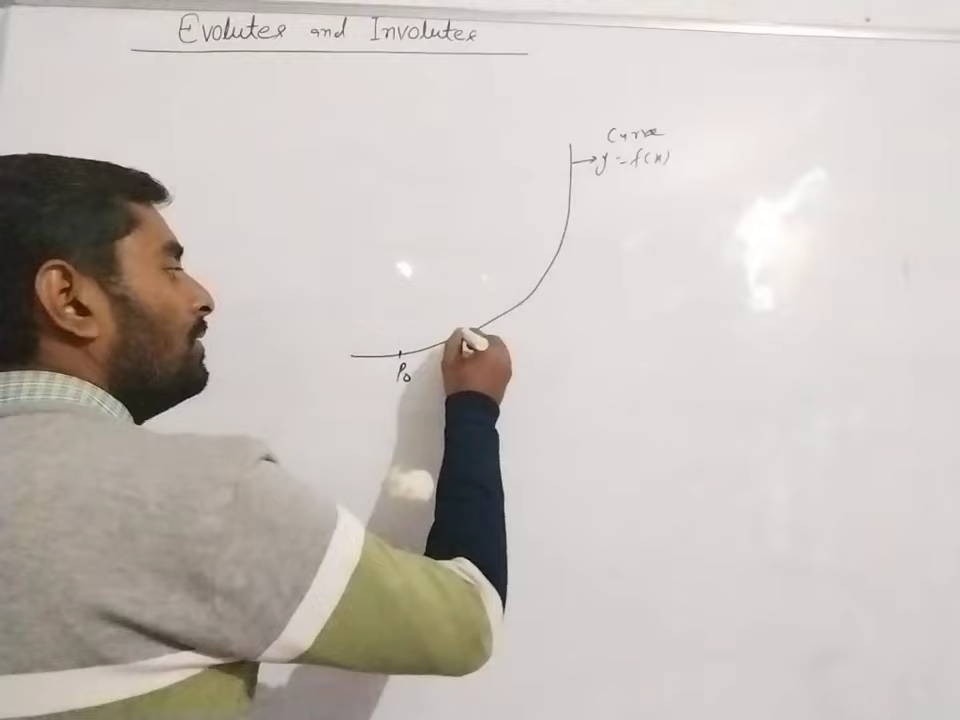 Evolutes and Involutes
Curve
y = f(x)
P₀